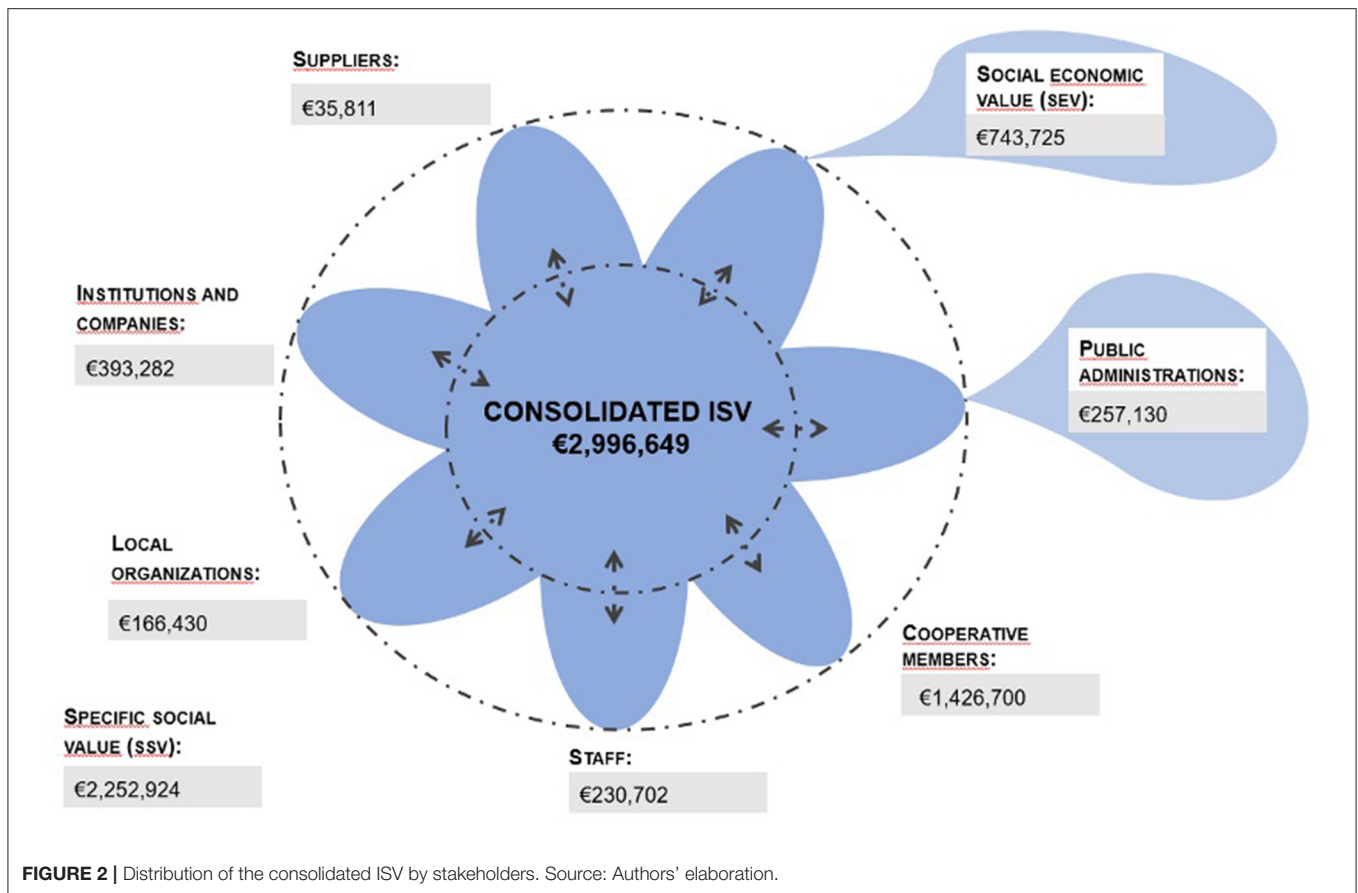 SUPPLIERS:
€35,811
SOCIAL ECONOMIC
VALUE (SEV):
€743,725
INSTITUTIONS AND
COMPANIES:
€393,282
PUBLIC
ADMINISTRATIONS:
€257,130
CONSOLIDATED ISV
€2,996,649
LOCAL
ORGANIZATIONS:
€166,430
COOPERATIVE
MEMBERS:
€1,426,700
SPECIFIC SOCIAL
VALUE (SSV):
€2,252,924
STAFF:
€230,702
FIGURE 2 | Distribution of the consolidated ISV by stakeholders. Source: Authors’ elaboration.